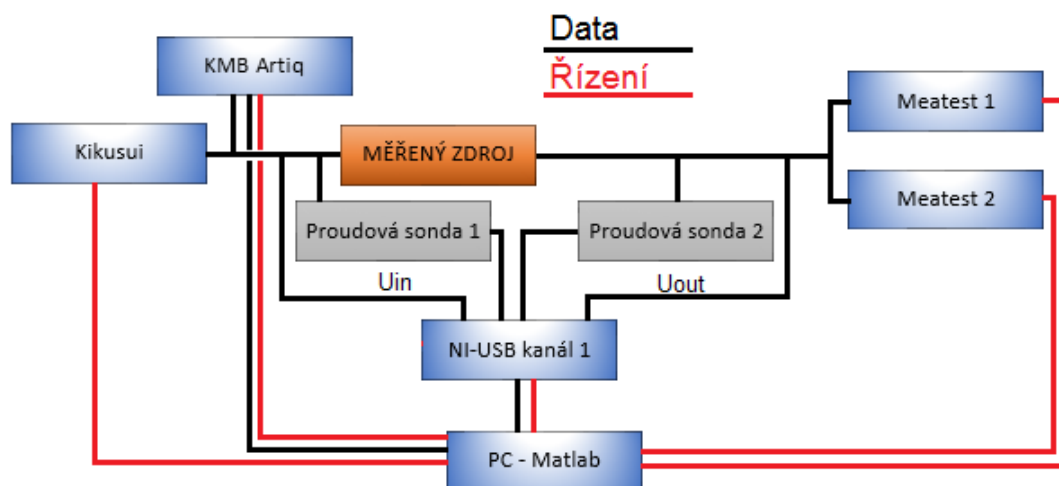 Data
Řízení
KMB Artiq
Kikusui
MĚŘENÝ ZDROJ
Meatest 1
Meatest 2
Proudová sonda 1
Proudová sonda 2
Uin
Uout
NI-USB kanál 1
PC - Matlab